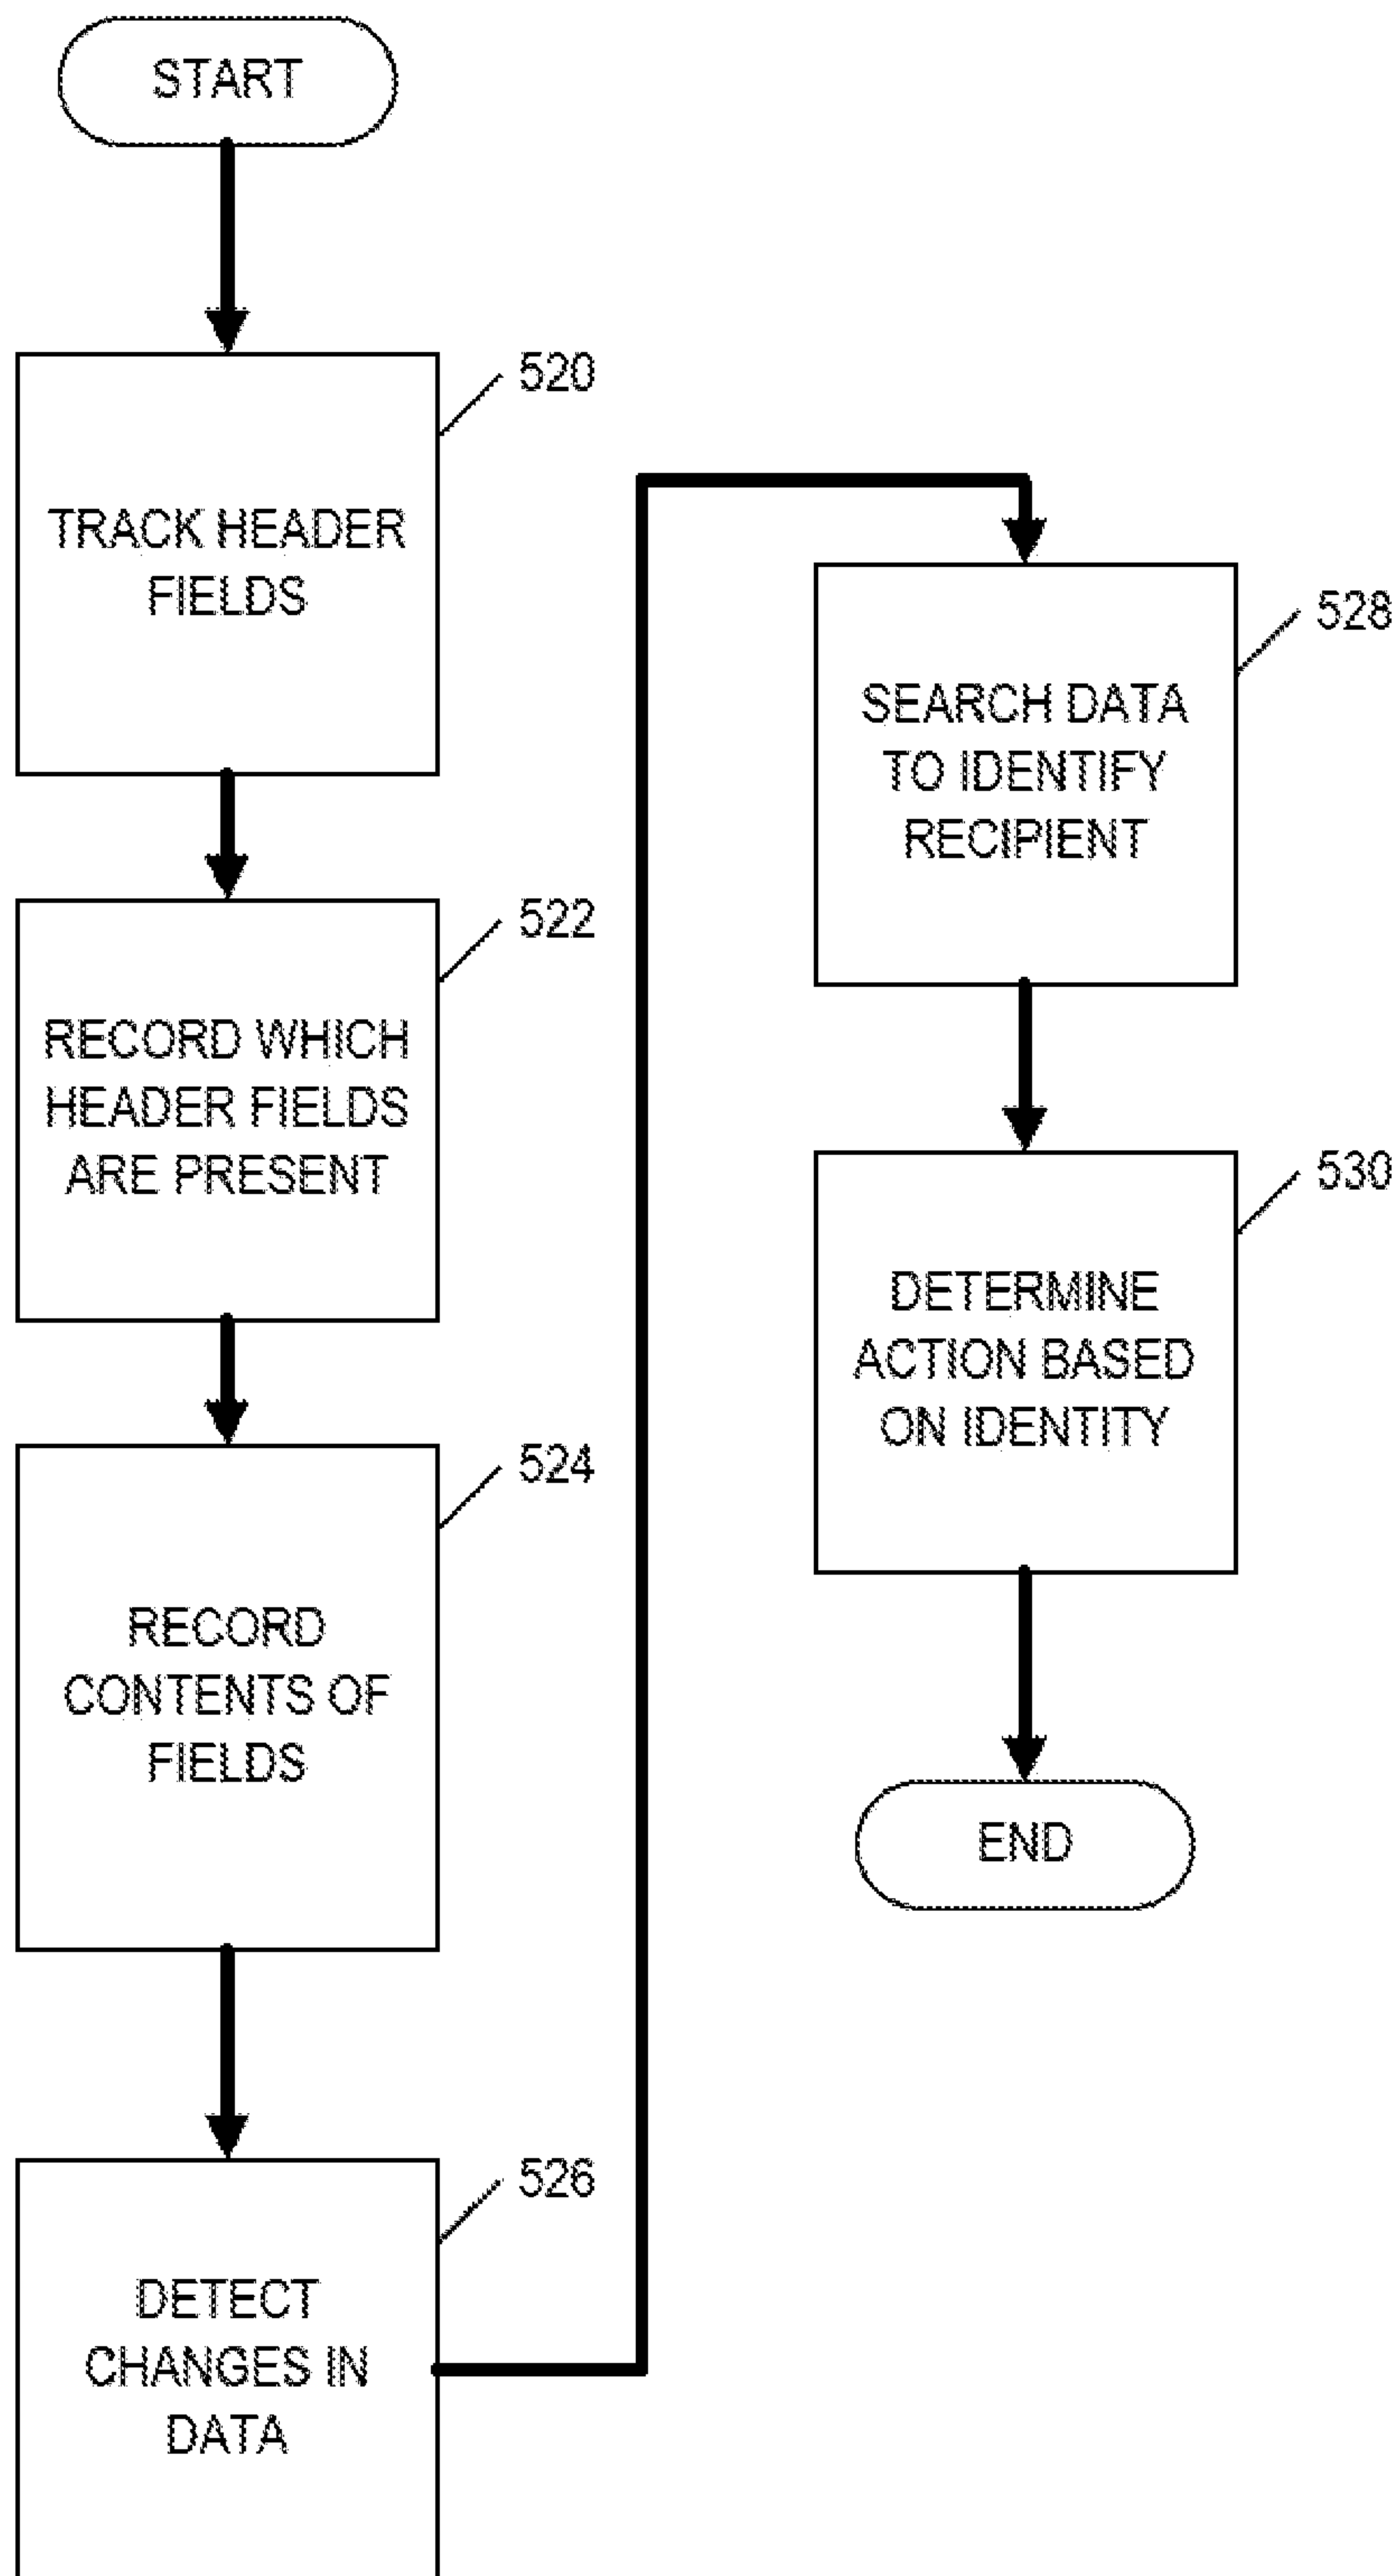 START
520
TRACK HEADER
FIELDS
522
RECORD WHICH
HEADER FIELDS
ARE PRESENT
524
RECORD
CONTENTS OF
FIELDS
526
DETECT
CHANGES IN
DATA
528
SEARCH DATA
TO IDENTIFY
RECIPIENT
530
DETERMINE
ACTION BASED
ON IDENTITY
END